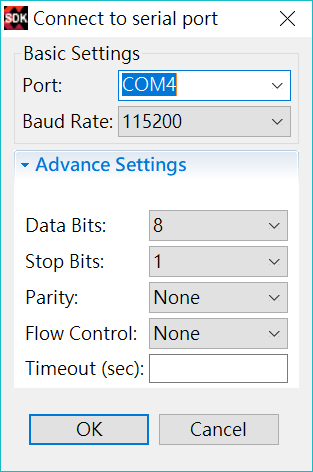 SDK Connect to serial port
Basic Settings
Port: COM4
Baud Rate: 115200
Advance Settings
Data Bits: 8
Stop Bits: 1
Parity: None
Flow Control: None
Timeout (sec):
OK Cancel